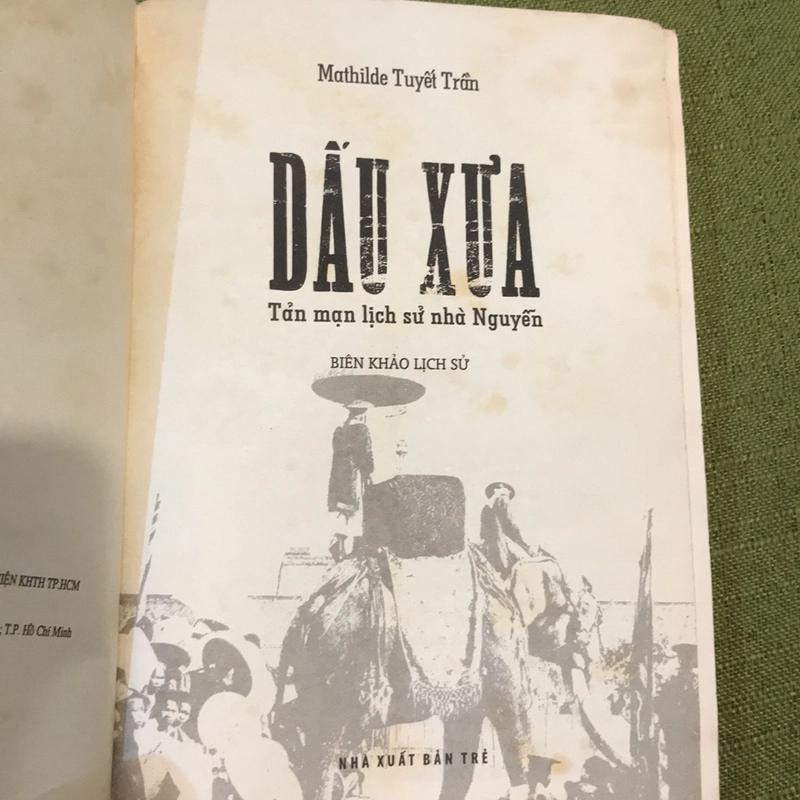 Mathilde Tuyết Trần
DẤU XƯA
Tản mạn lịch sử nhà Nguyễn
BIÊN KHẢO LỊCH SỬ
NHÀ XUẤT BẢN TRẺ
KHTH TP.HCM
T.P. Hồ Chí Minh